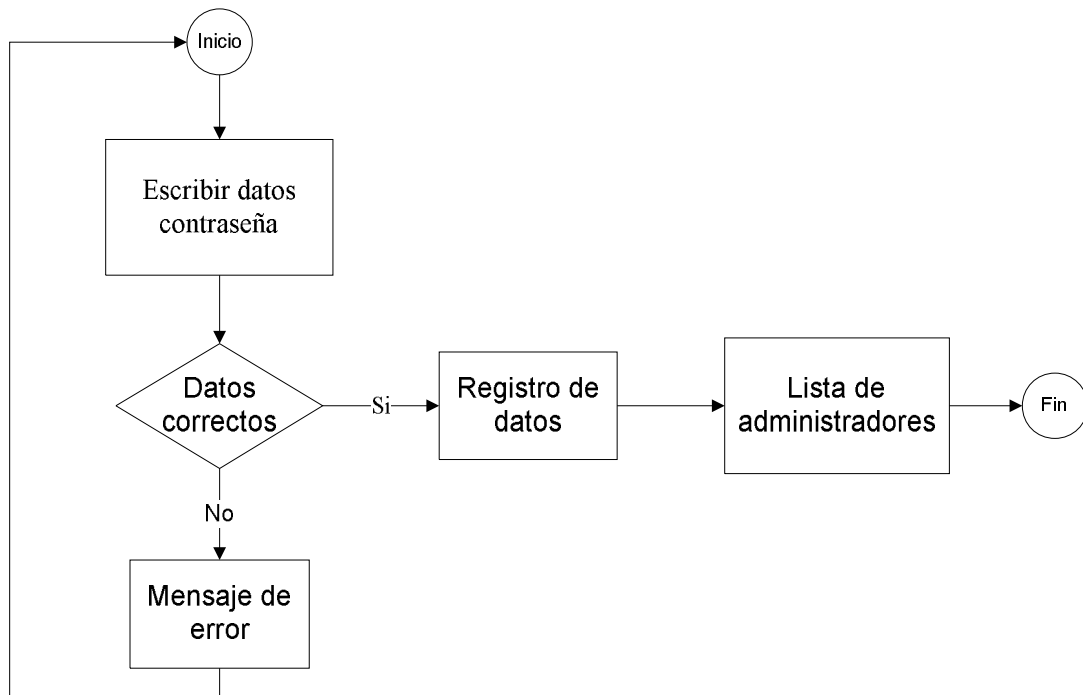 Inicio
Escribir datos
contraseña
Datos
correctos
Si
Registro de
datos
Lista de
administradores
Fin
No
Mensaje de
error